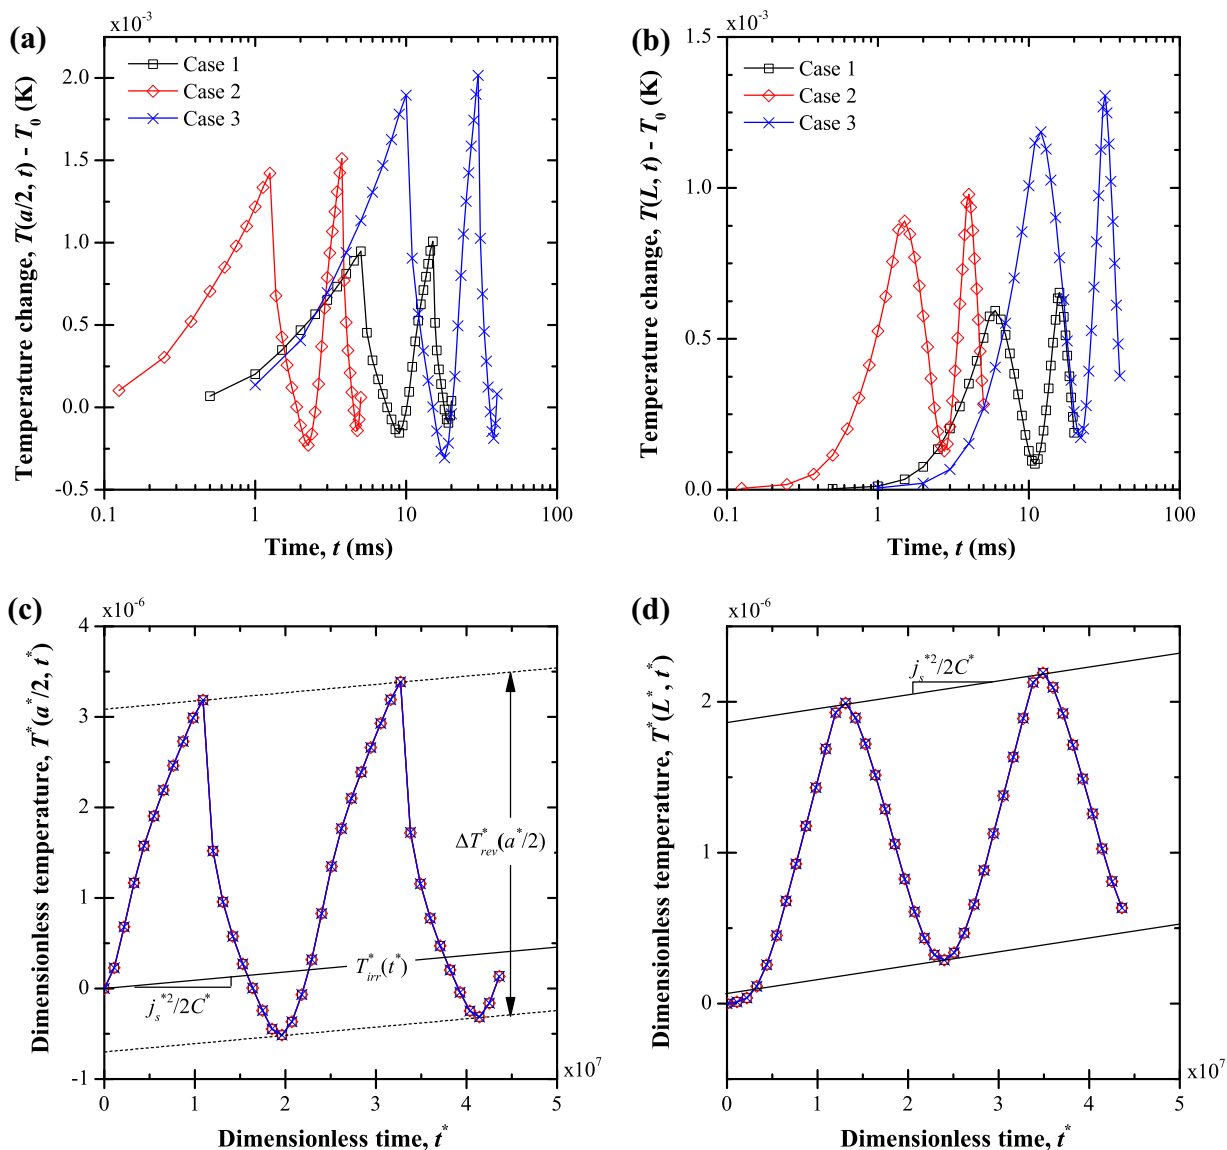 (a)
x10⁻³
Temperature change, T(a/2, t) - T₀ (K)
2.0
1.5
1.0
0.5
0.0
-0.5
Case 1
Case 2
Case 3
0.1
1
10
100
Time, t (ms)
(b)
x10⁻³
Temperature change, T(L, t) - T₀ (K)
1.5
1.0
0.5
0.0
Case 1
Case 2
Case 3
0.1
1
10
100
Time, t (ms)
(c)
x10⁻⁶
Dimensionless temperature, T*(a*/2, t*)
4
3
2
1
0
-1
ΔT*rev(a*/2)
T*irr(t*)
jₛ*²/2C*
0
1
2
3
4
5
x10⁷
Dimensionless time, t*
(d)
x10⁻⁶
Dimensionless temperature, T*(L*, t*)
2
1
0
jₛ*²/2C*
0
1
2
3
4
5
x10⁷
Dimensionless time, t*